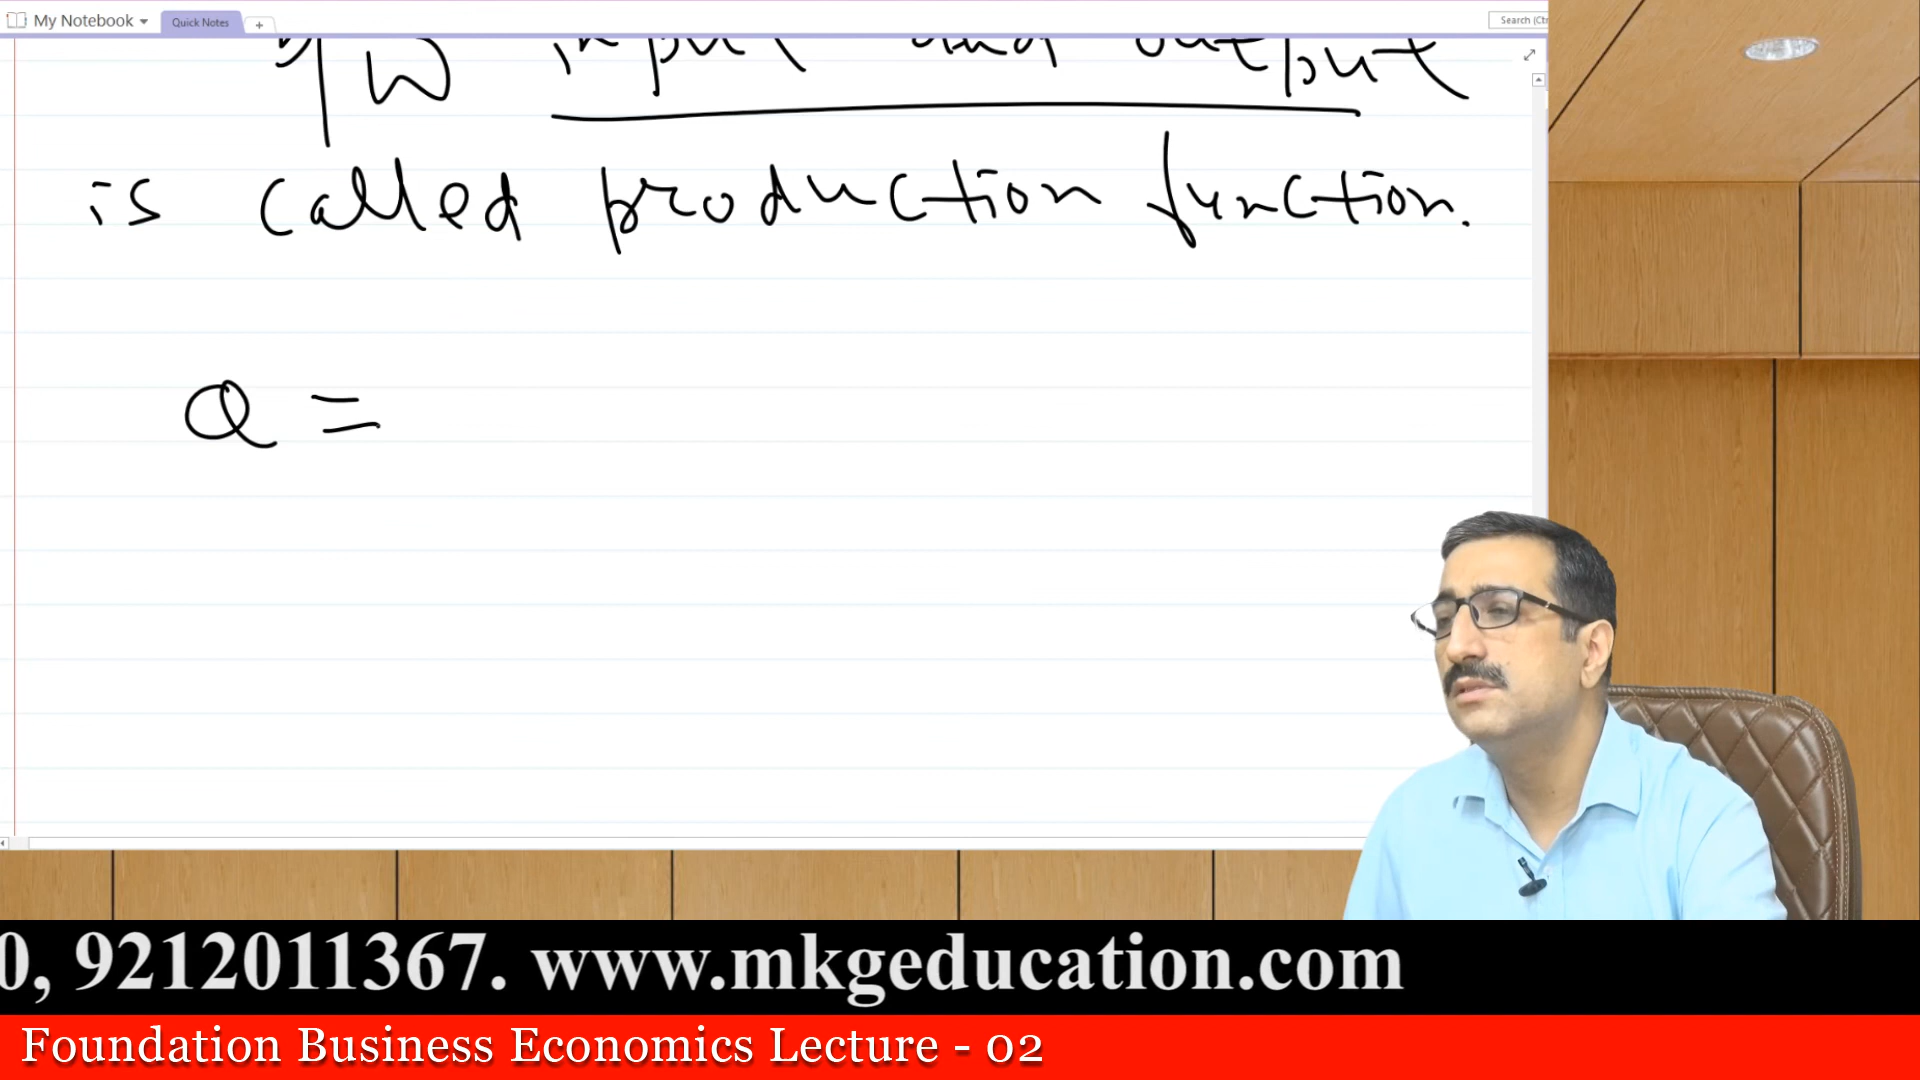 My Notebook
Quick Notes
+
Search (Ctr
b/w input and output
is called production function.
Q =
0, 9212011367. www.mkgeducation.com
Foundation Business Economics Lecture - 02